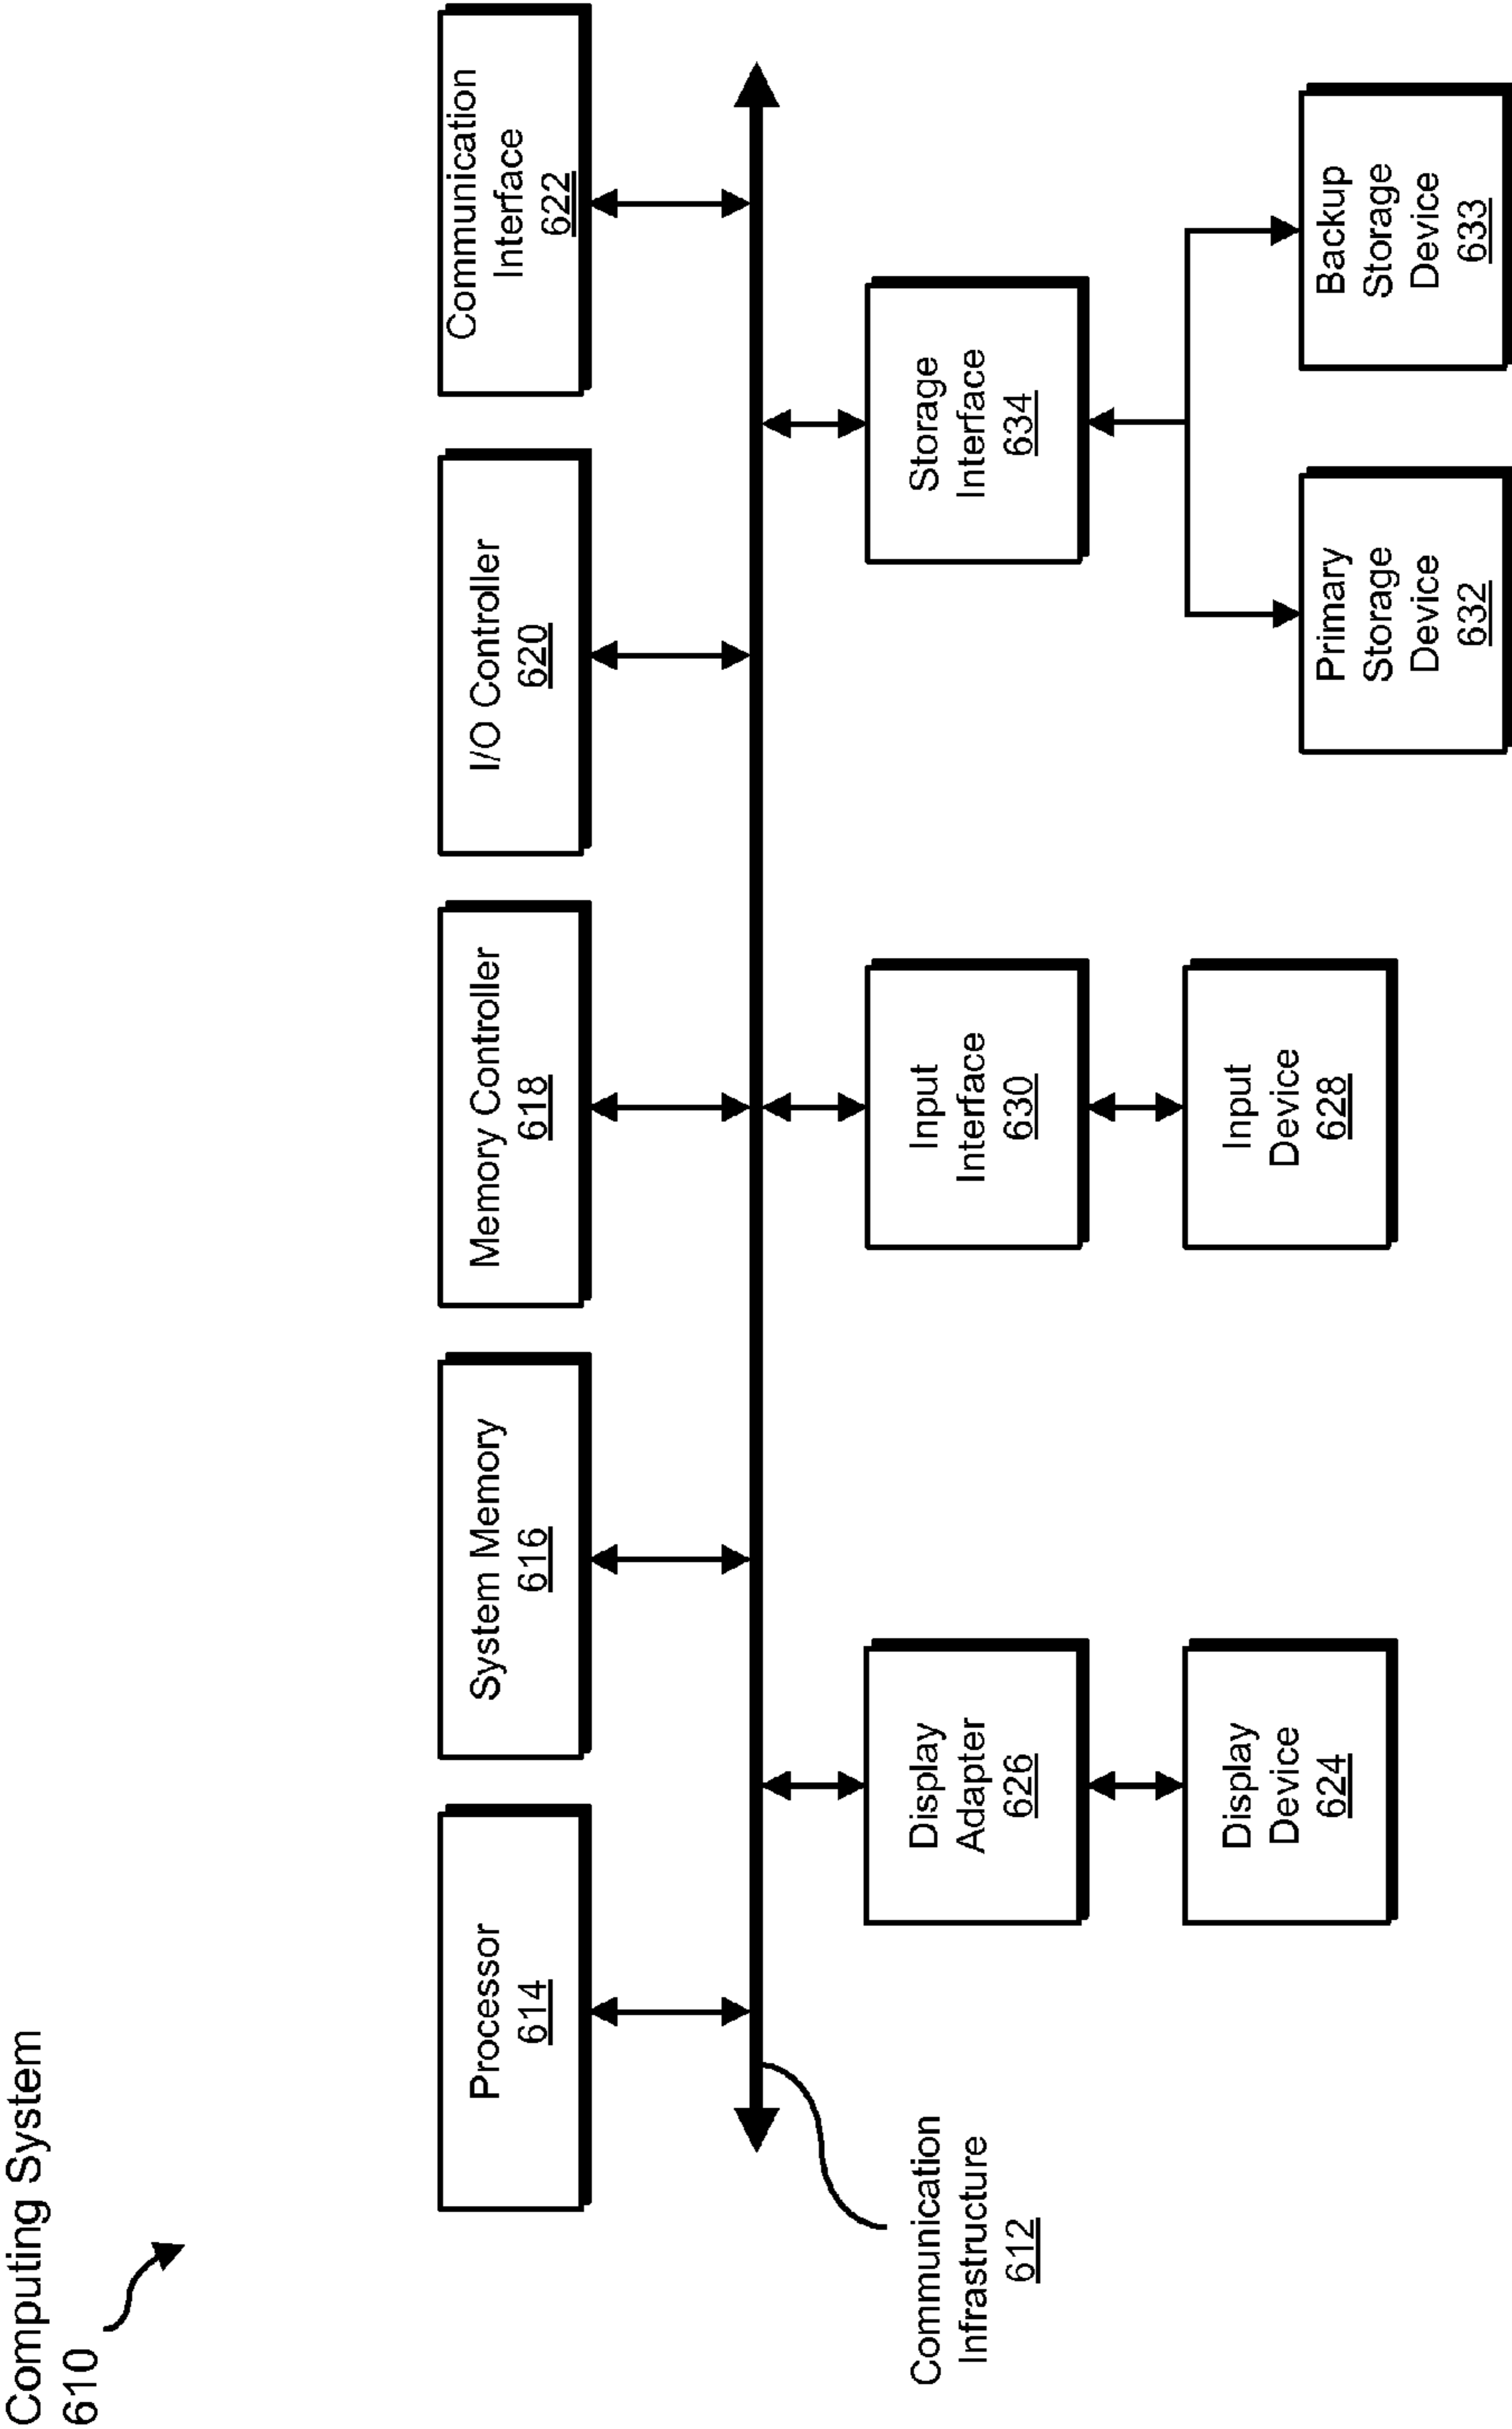 Computing System
610
Processor
614
System Memory
616
Memory Controller
618
I/O Controller
620
Communication
Interface
622
Communication
Infrastructure
612
Display
Adapter
626
Input
Interface
630
Storage
Interface
634
Display
Device
624
Input
Device
628
Primary
Storage
Device
632
Backup
Storage
Device
633